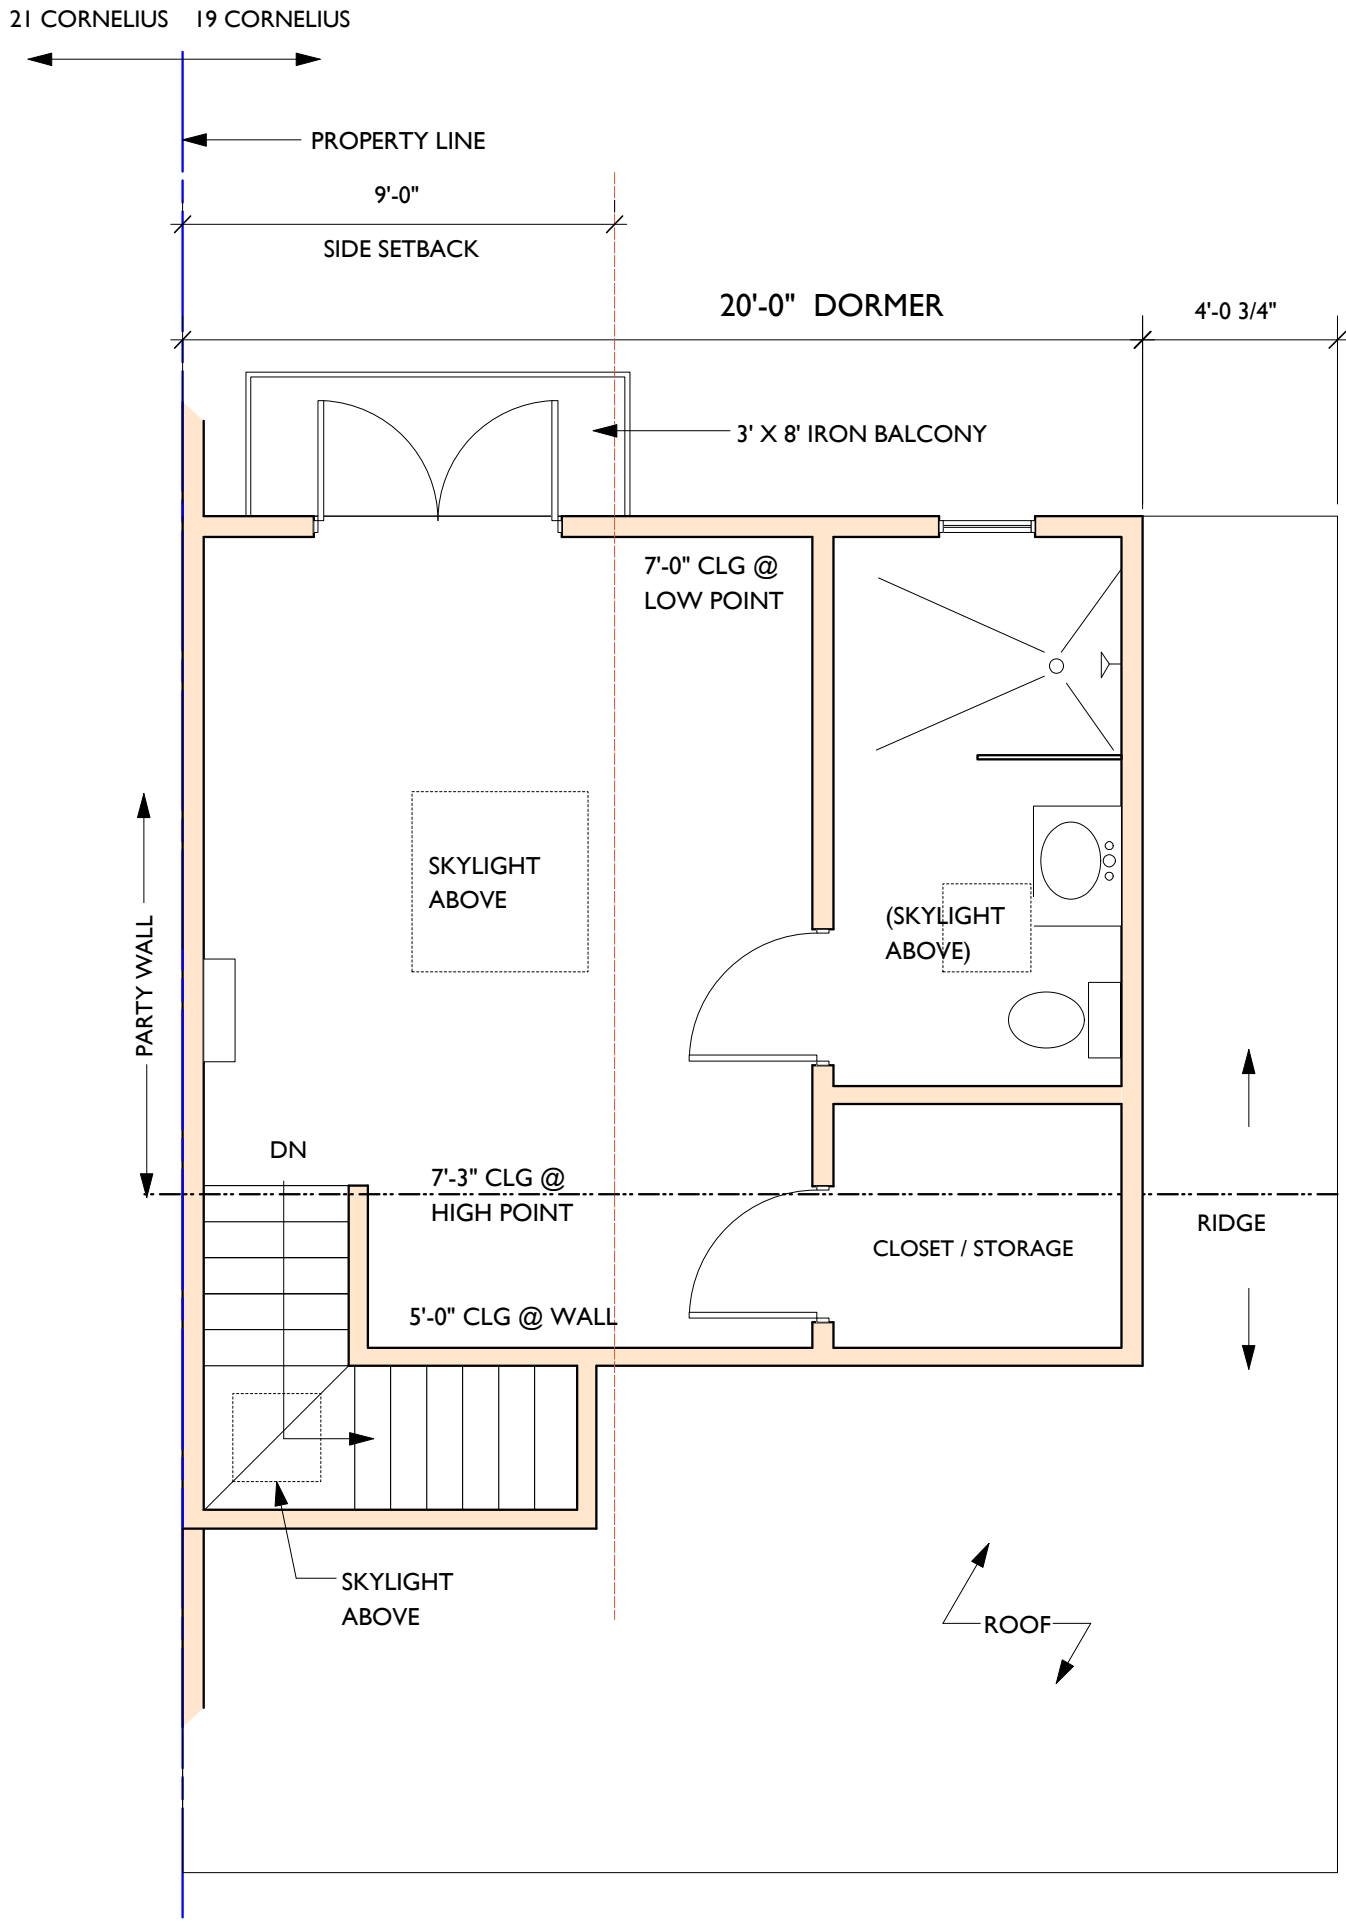 21 CORNELIUS 19 CORNELIUS
PROPERTY LINE
9'-0"
SIDE SETBACK
20'-0" DORMER
4'-0 3/4"
3' X 8' IRON BALCONY
7'-0" CLG @
LOW POINT
SKYLIGHT
ABOVE
(SKYLIGHT
ABOVE)
PARTY WALL
DN
7'-3" CLG @
HIGH POINT
RIDGE
CLOSET / STORAGE
5'-0" CLG @ WALL
SKYLIGHT
ABOVE
ROOF